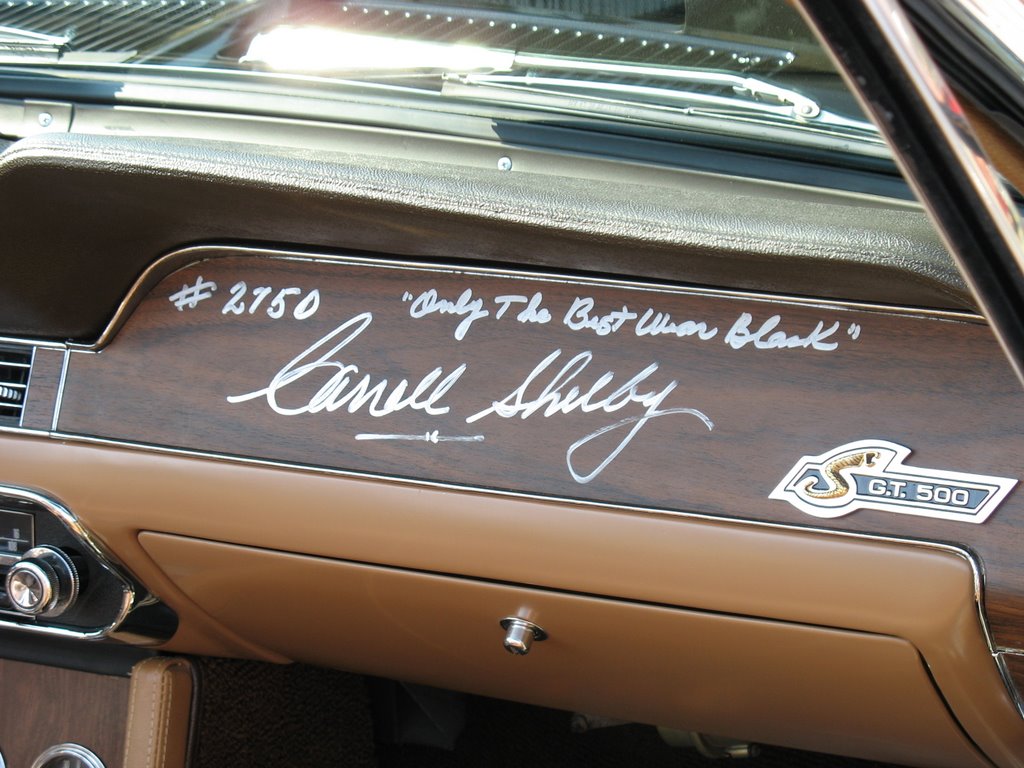 #2750 "Only The Best Wear Black"
Carroll Shelby
G.T. 500